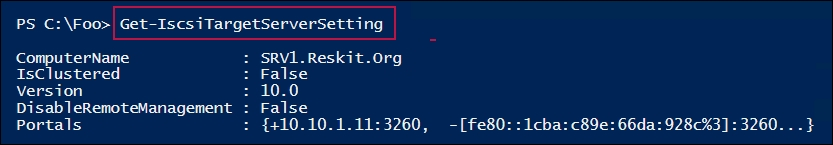 PS C:\Foo> Get-IscsiTargetServerSetting
ComputerName : SRV1.Reskit.Org
IsClustered : False
Version : 10.0
DisableRemoteManagement : False
Portals : {+10.10.1.11:3260, -[fe80::1cba:c89e:66da:928c%3]:3260...}